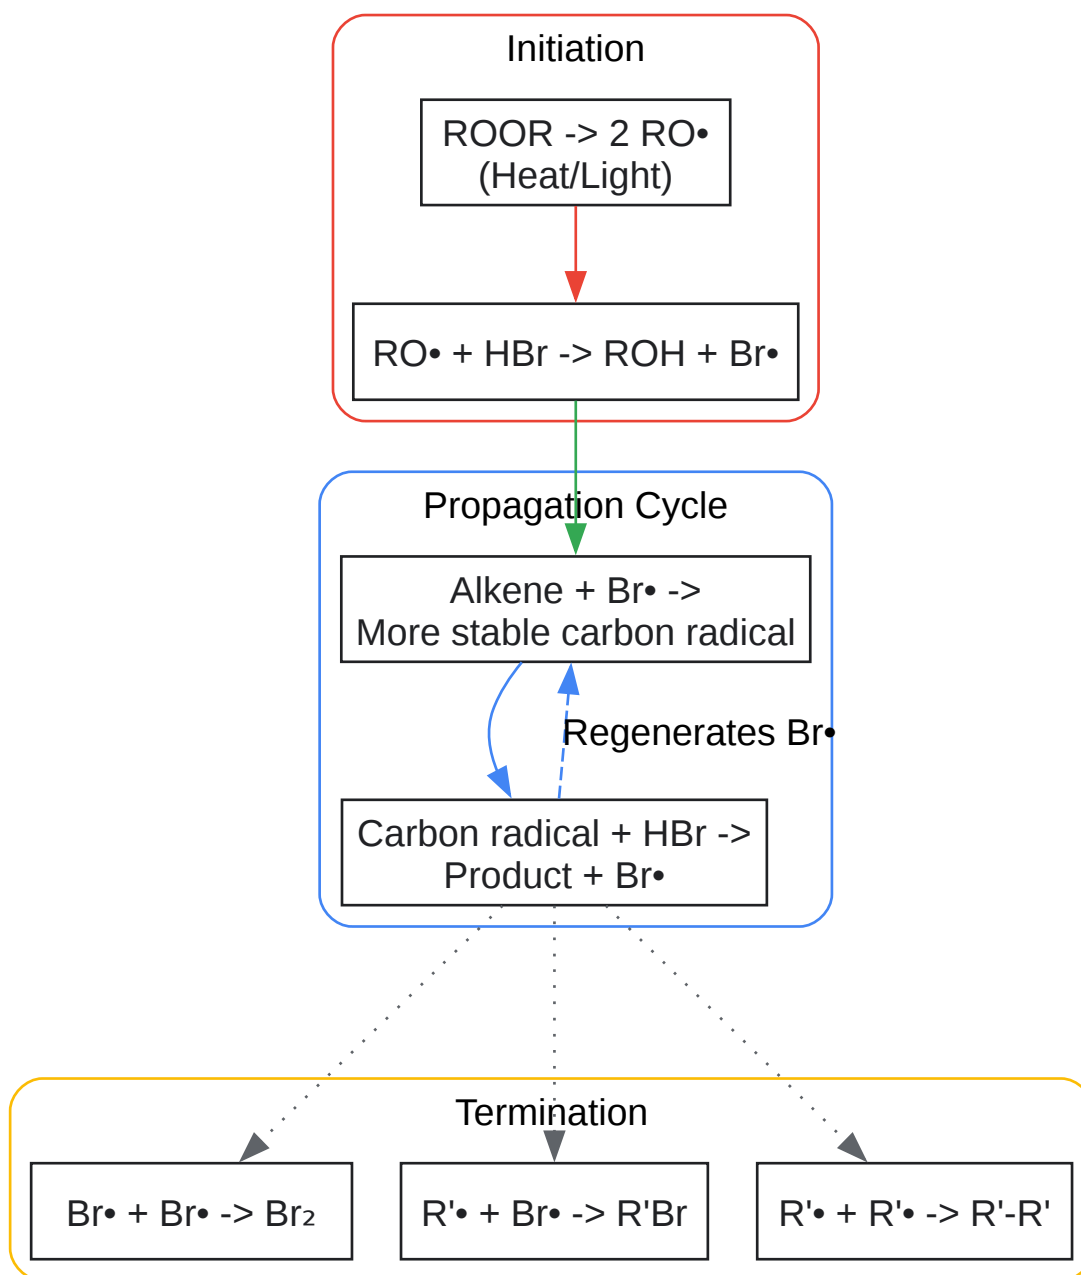 Initiation
ROOR -> 2 RO•
(Heat/Light)
RO• + HBr -> ROH + Br•
Propagation Cycle
Alkene + Br• ->
More stable carbon radical
Regenerates Br•
Carbon radical + HBr ->
Product + Br•
Termination
Br• + Br• -> Br₂
R'• + Br• -> R'Br
R'• + R'• -> R'-R'